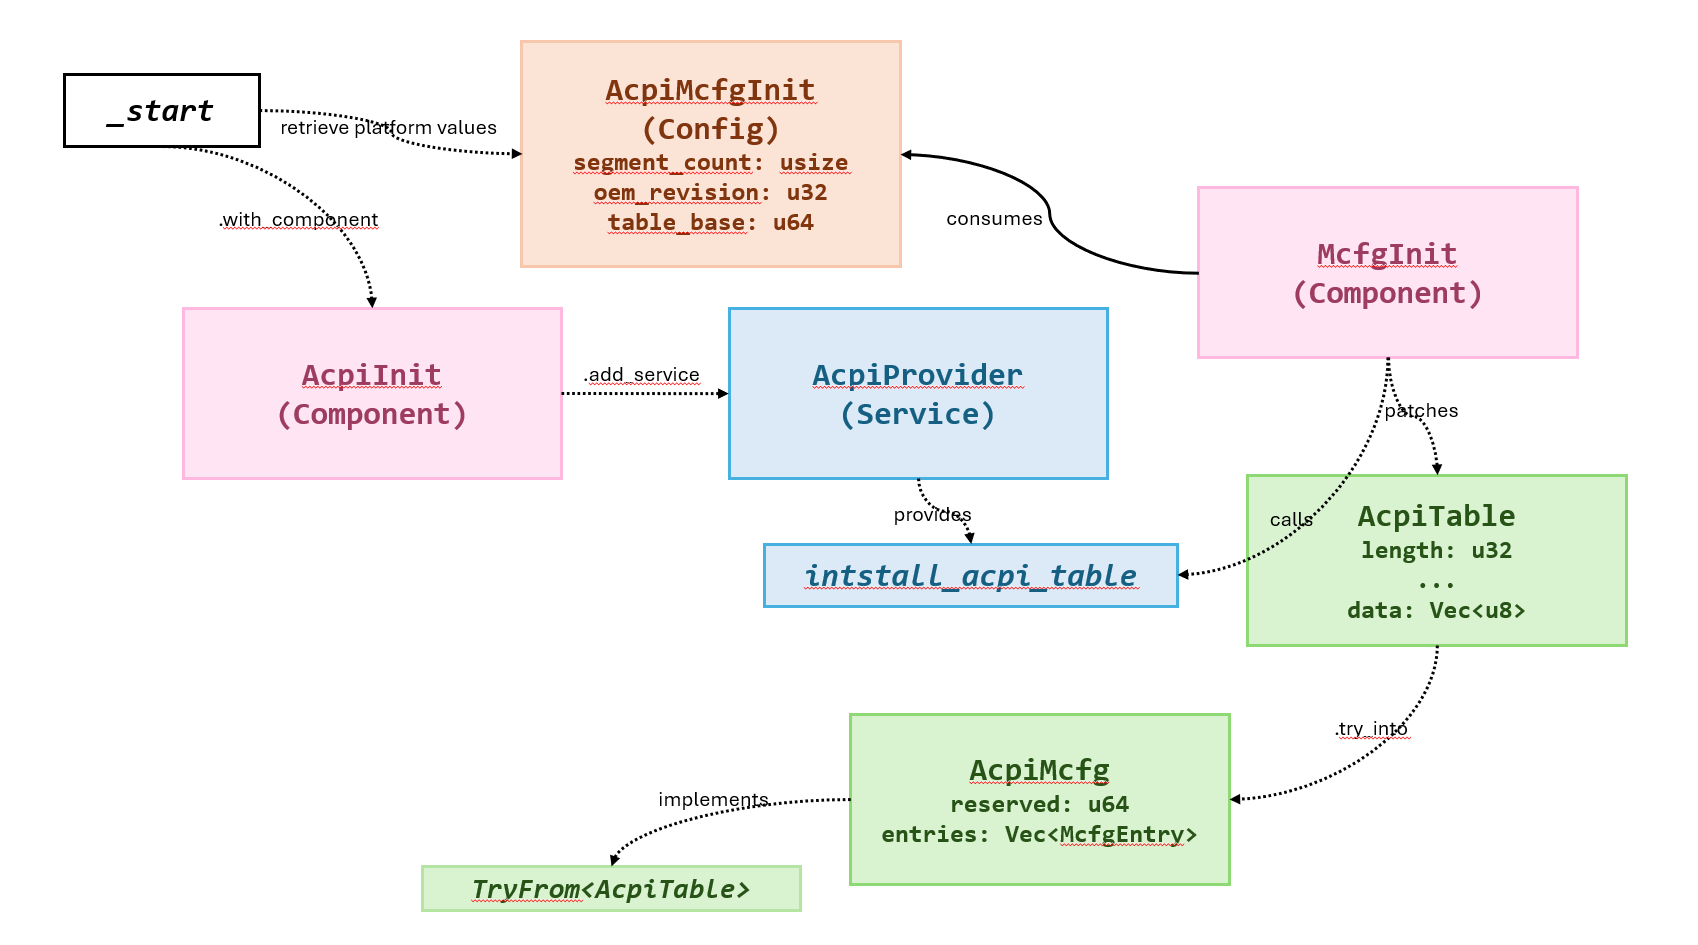 _start
retrieve platform values
AcpiMcfgInit
(Config)
segment_count: usize
oem_revision: u32
table_base: u64
.with_component
consumes
McfgInit
(Component)
AcpiInit
(Component)
.add_service
AcpiProvider
(Service)
patches
provides
calls
intstall_acpi_table
AcpiTable
length: u32
...
data: Vec<u8>
.try_into
AcpiMcfg
reserved: u64
entries: Vec<McfgEntry>
implements
TryFrom<AcpiTable>